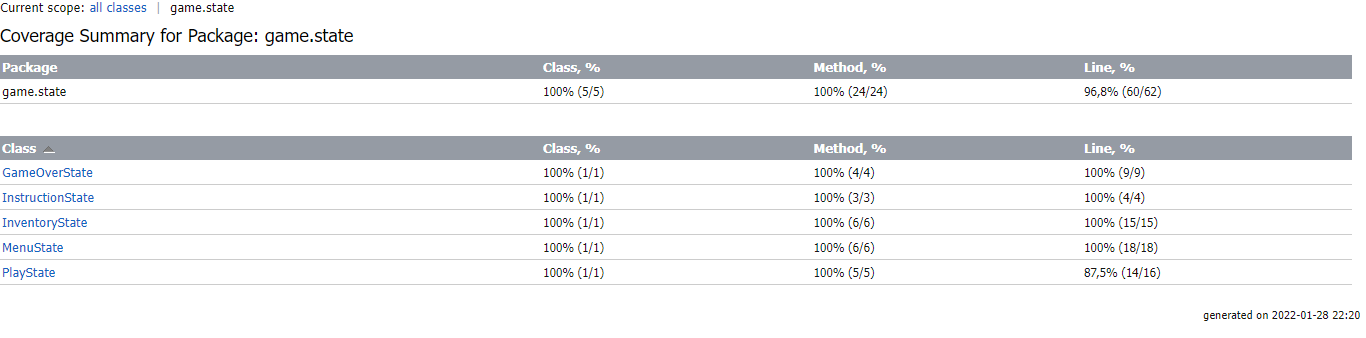 Current scope: all classes | game.state
Coverage Summary for Package: game.state
Package Class, % Method, % Line, %
game.state 100% (5/5) 100% (24/24) 96,8% (60/62)
Class Class, % Method, % Line, %
GameOverState 100% (1/1) 100% (4/4) 100% (9/9)
InstructionState 100% (1/1) 100% (3/3) 100% (4/4)
InventoryState 100% (1/1) 100% (6/6) 100% (15/15)
MenuState 100% (1/1) 100% (6/6) 100% (18/18)
PlayState 100% (1/1) 100% (5/5) 87,5% (14/16)
generated on 2022-01-28 22:20